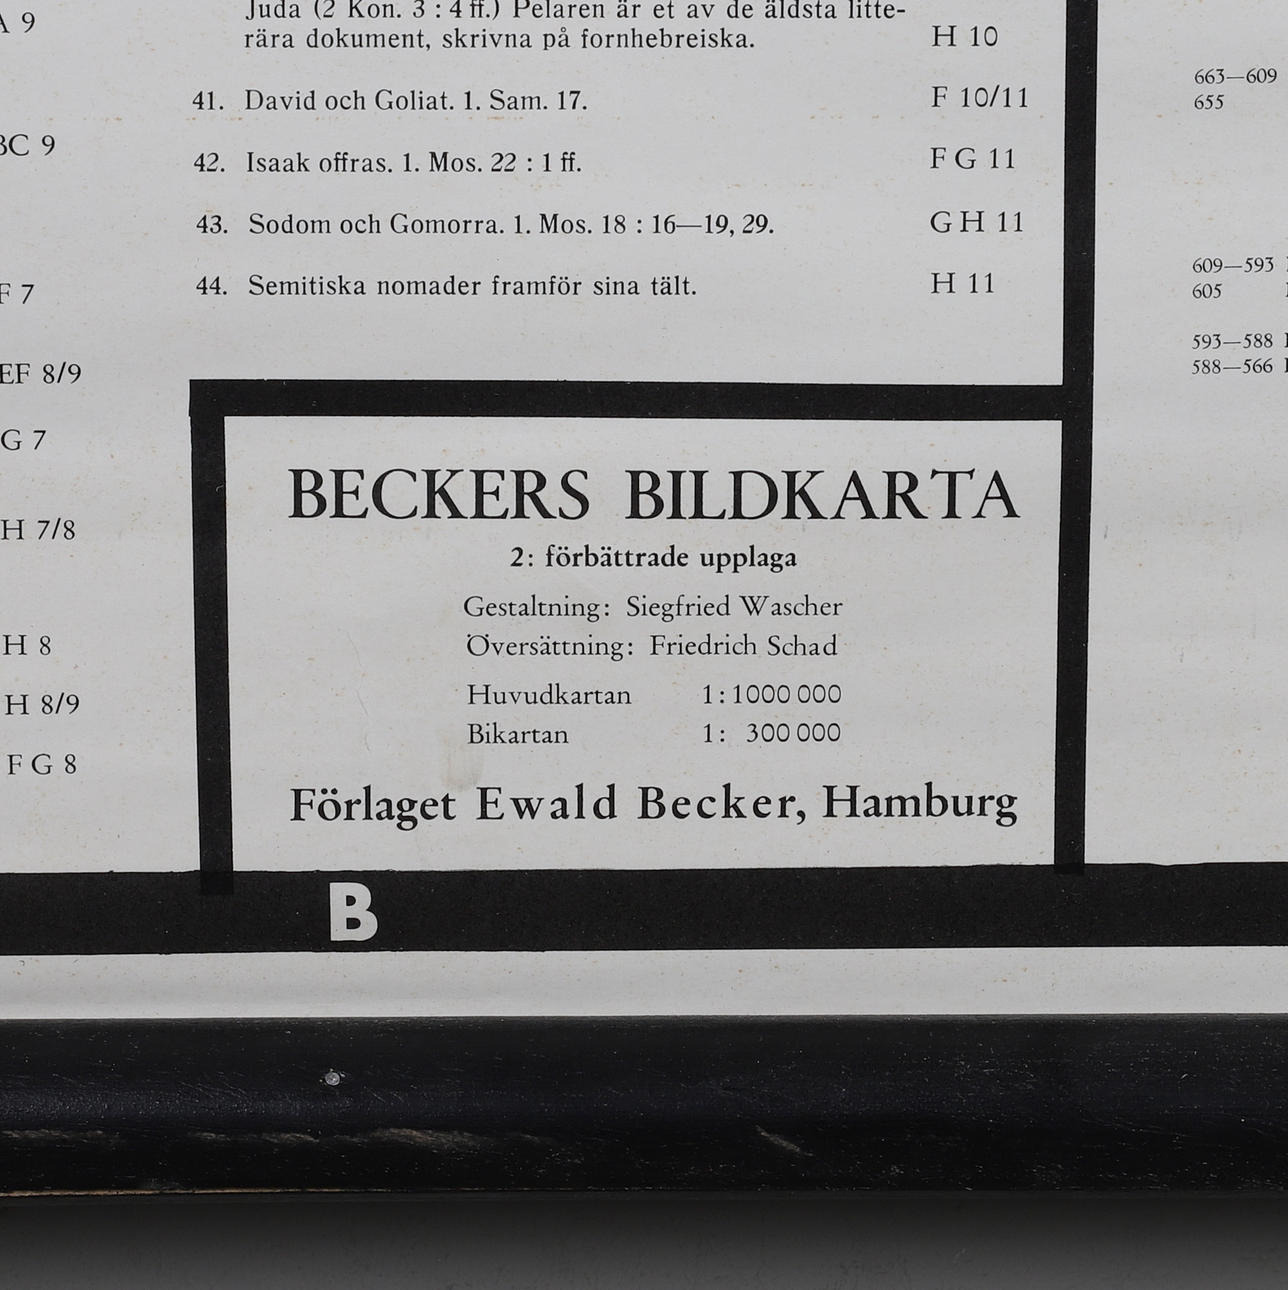 A 9
BC 9
F 7
EF 8/9
G 7
H 7/8
H 8
H 8/9
F G 8
Juda (2 Kon. 3 : 4 ff.) Pelaren är et av de äldsta litte-
rära dokument, skrivna på fornhebreiska. H 10
41. David och Goliat. 1. Sam. 17. F 10/11
42. Isaak offras. 1. Mos. 22 : 1 ff. F G 11
43. Sodom och Gomorra. 1. Mos. 18 : 16—19, 29. G H 11
44. Semitiska nomader framför sina tält. H 11
BECKERS BILDKARTA
2: förbättrade upplaga
Gestaltning: Siegfried Wascher
Översättning: Friedrich Schad
Huvudkartan 1:1000 000
Bikartan 1: 300 000
Förlaget Ewald Becker, Hamburg
B
663—609
655
609—593
605
593—588
588—566